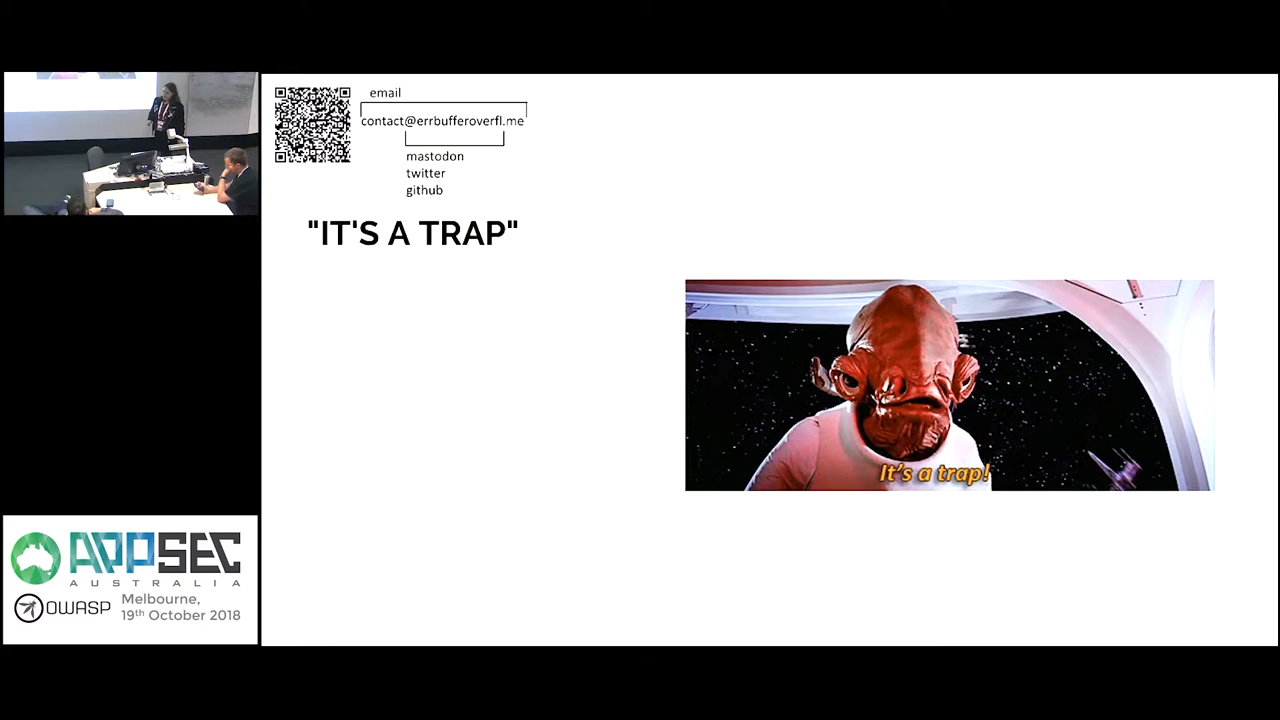 email
contact@errbufferoverfl.me
mastodon
twitter
github
"IT'S A TRAP"
It's a trap!
APPSEC
AUSTRALIA
OWASP
Melbourne,
19th October 2018